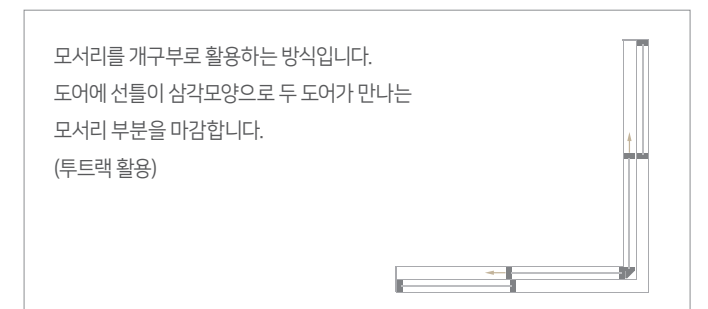 모서리를 개구부로 활용하는 방식입니다.
도어에 선틀이 삼각모양으로 두 도어가 만나는
모서리 부분을 마감합니다.
(투트랙 활용)